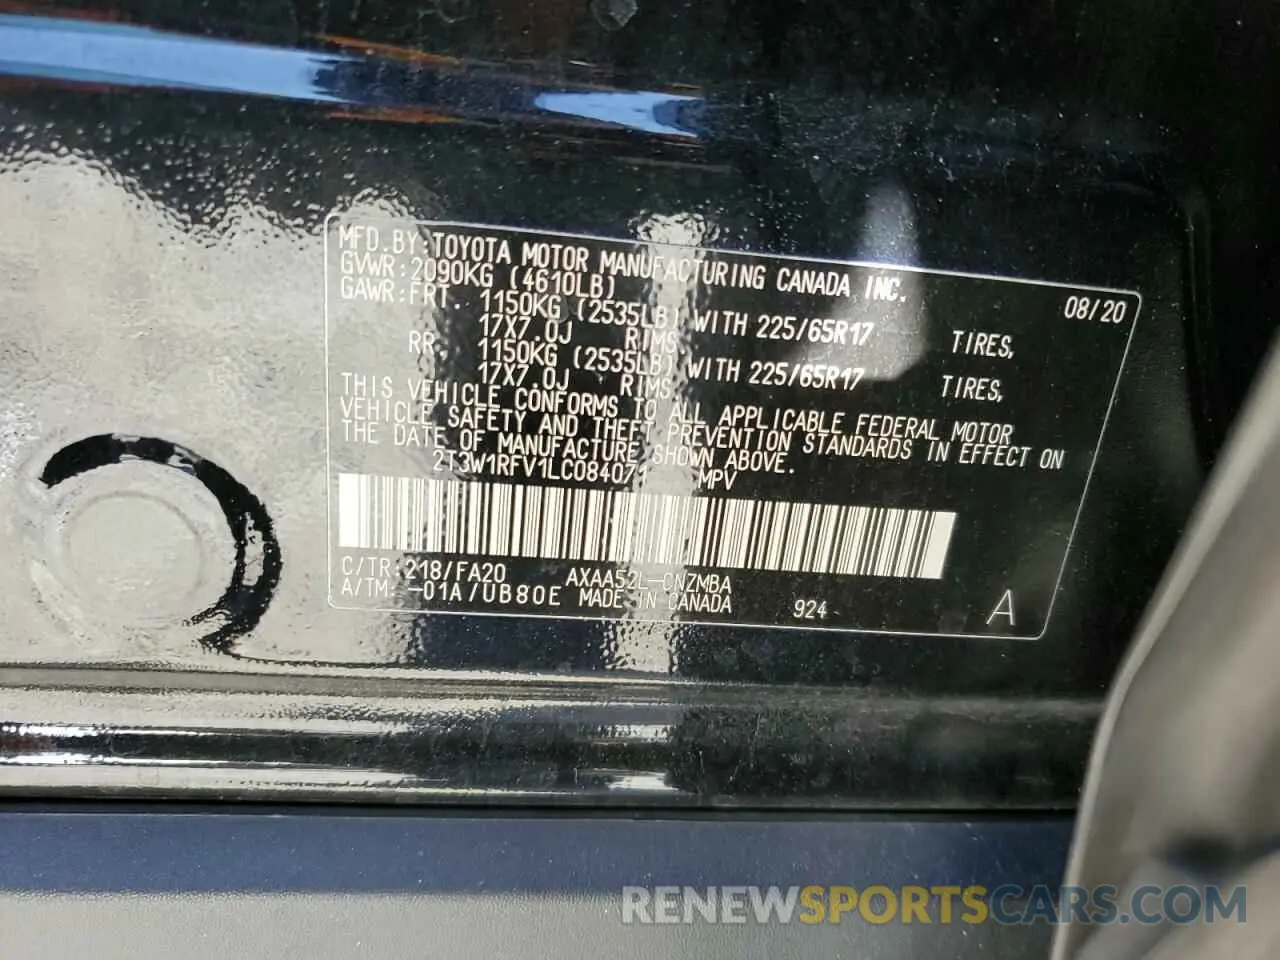 MFD.BY:TOYOTA MOTOR MANUFACTURING CANADA INC.
GVWR:2090KG (4610LB) 08/20
GAWR:FRT. 1150KG (2535LB) WITH 225/65R17 TIRES,
17X7.0J RIMS,
RR. 1150KG (2535LB) WITH 225/65R17 TIRES,
17X7.0J RIMS,
THIS VEHICLE CONFORMS TO ALL APPLICABLE FEDERAL MOTOR
VEHICLE SAFETY AND THEFT PREVENTION STANDARDS IN EFFECT ON
THE DATE OF MANUFACTURE SHOWN ABOVE.
MPV
C/TR:218/FA20 AXAA52L-CNZMBA
A/TM:-01A/UB80E MADE IN CANADA 924 A
RENEWSPORTSCARS.COM